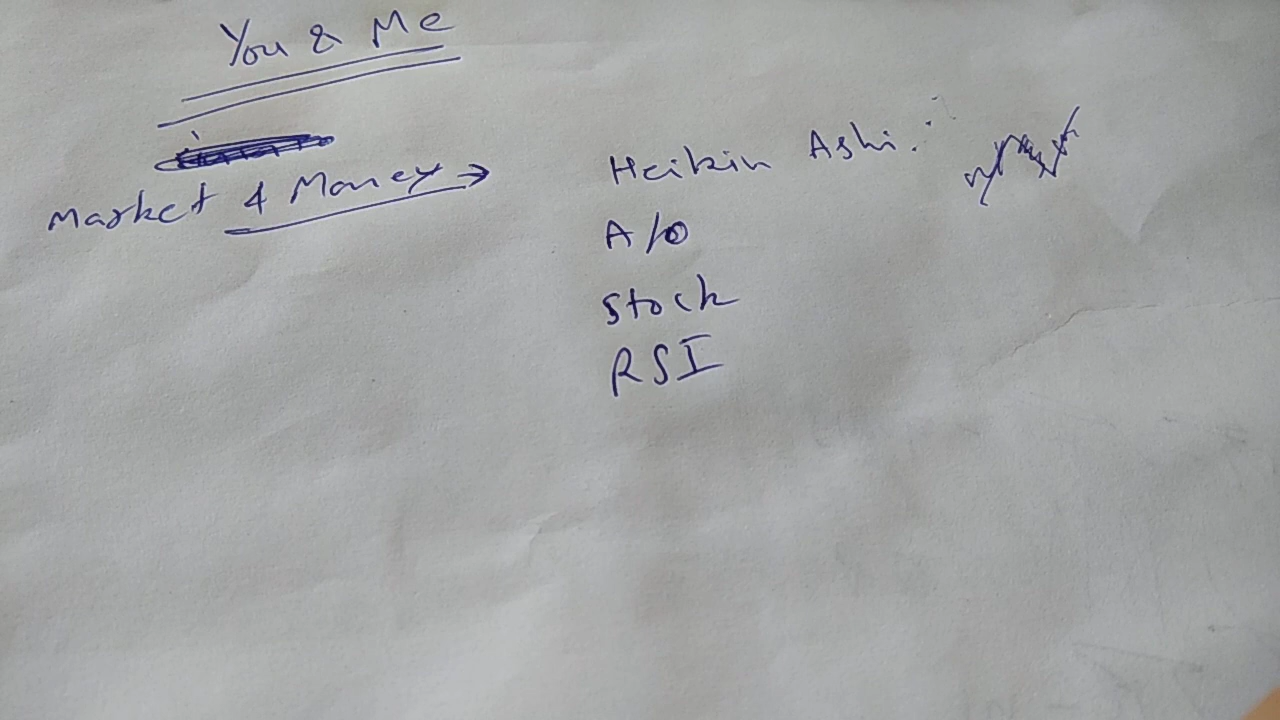 You & Me
Market & Money → Heikin Ashi.
A/O
Stock
RSI